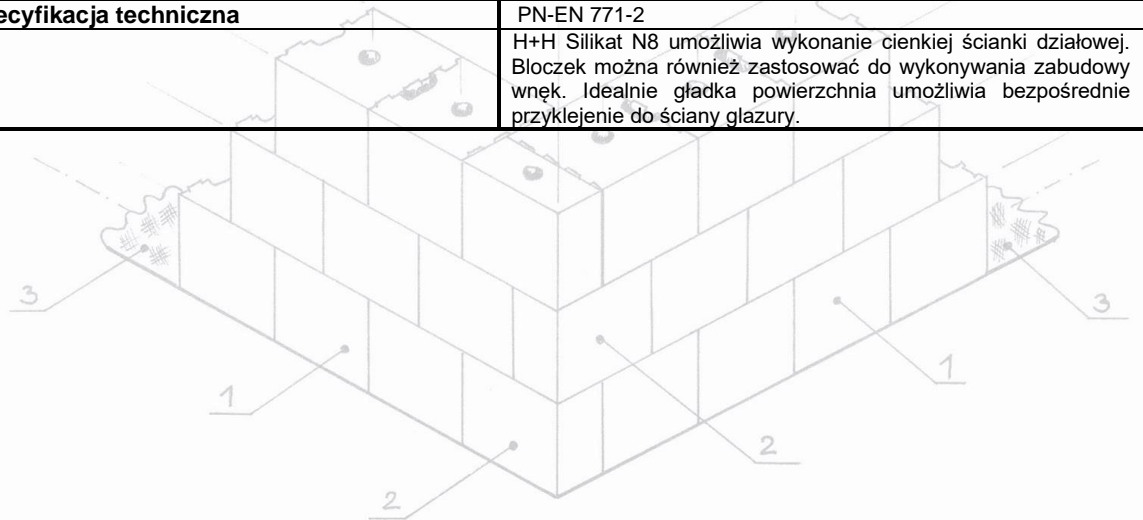 ecyfikacja techniczna
PN-EN 771-2
H+H Silikat N8 umożliwia wykonanie cienkiej ścianki działowej.
Bloczek można również zastosować do wykonywania zabudowy
wnęk. Idealnie gładka powierzchnia umożliwia bezpośrednie
przyklejenie do ściany glazury.
3
3
1
1
2
2